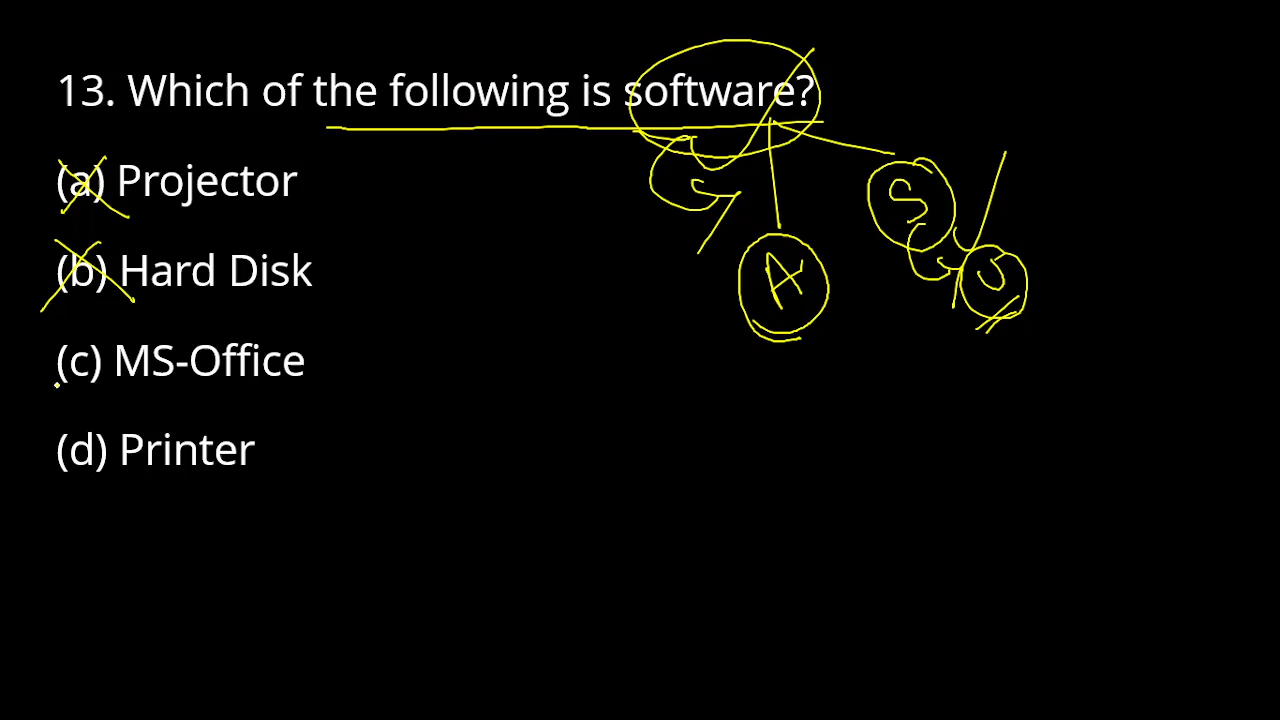 13. Which of the following is software?
(a) Projector
A
S
U
(b) Hard Disk
(c) MS-Office
(d) Printer